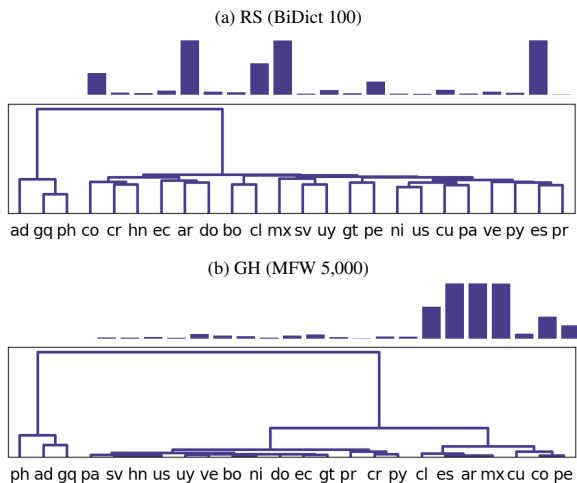 (a) RS (BiDict 100)
ad gq ph co cr hn ec ar do bo cl mx sv uy gt pe ni us cu pa ve py es pr
(b) GH (MFW 5,000)
ph ad gq pa sv hn us uy ve bo ni do ec gt pr cr py cl es ar mx cu co pe